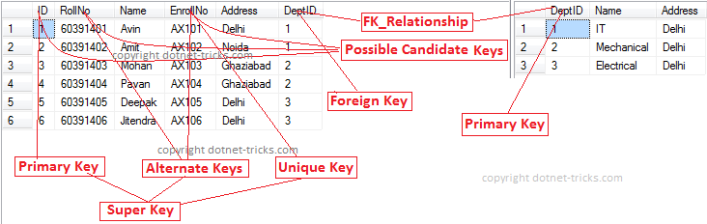 ID RollNo Name EnrollNo Address DeptID
1 1 60391401 Avin AX101 Delhi 1
2 2 60391402 Amit AX102 Noida 1
3 3 60391403 Mohan AX103 Ghaziabad 2
4 4 60391404 Pavan AX104 Ghaziabad 2
5 5 60391405 Deepak AX105 Delhi 3
6 6 60391406 Jitendra AX106 Delhi 3
FK_Relationship
DeptID Name Address
1 1 IT Delhi
2 2 Mechanical Delhi
3 3 Electrical Delhi
Possible Candidate Keys
copyright dotnet-tricks.com
Foreign Key
Primary Key
copyright dotnet-tricks.com
Primary Key
Alternate Keys
Unique Key
copyright dotnet-tricks.com
Super Key